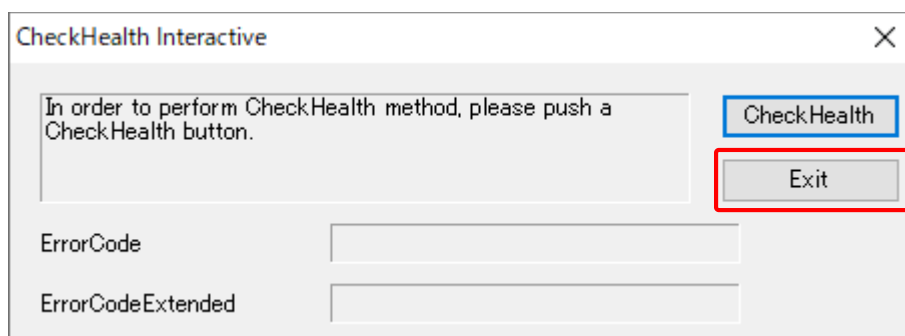 CheckHealth Interactive
In order to perform CheckHealth method, please push a
CheckHealth button.
CheckHealth
Exit
ErrorCode
ErrorCodeExtended